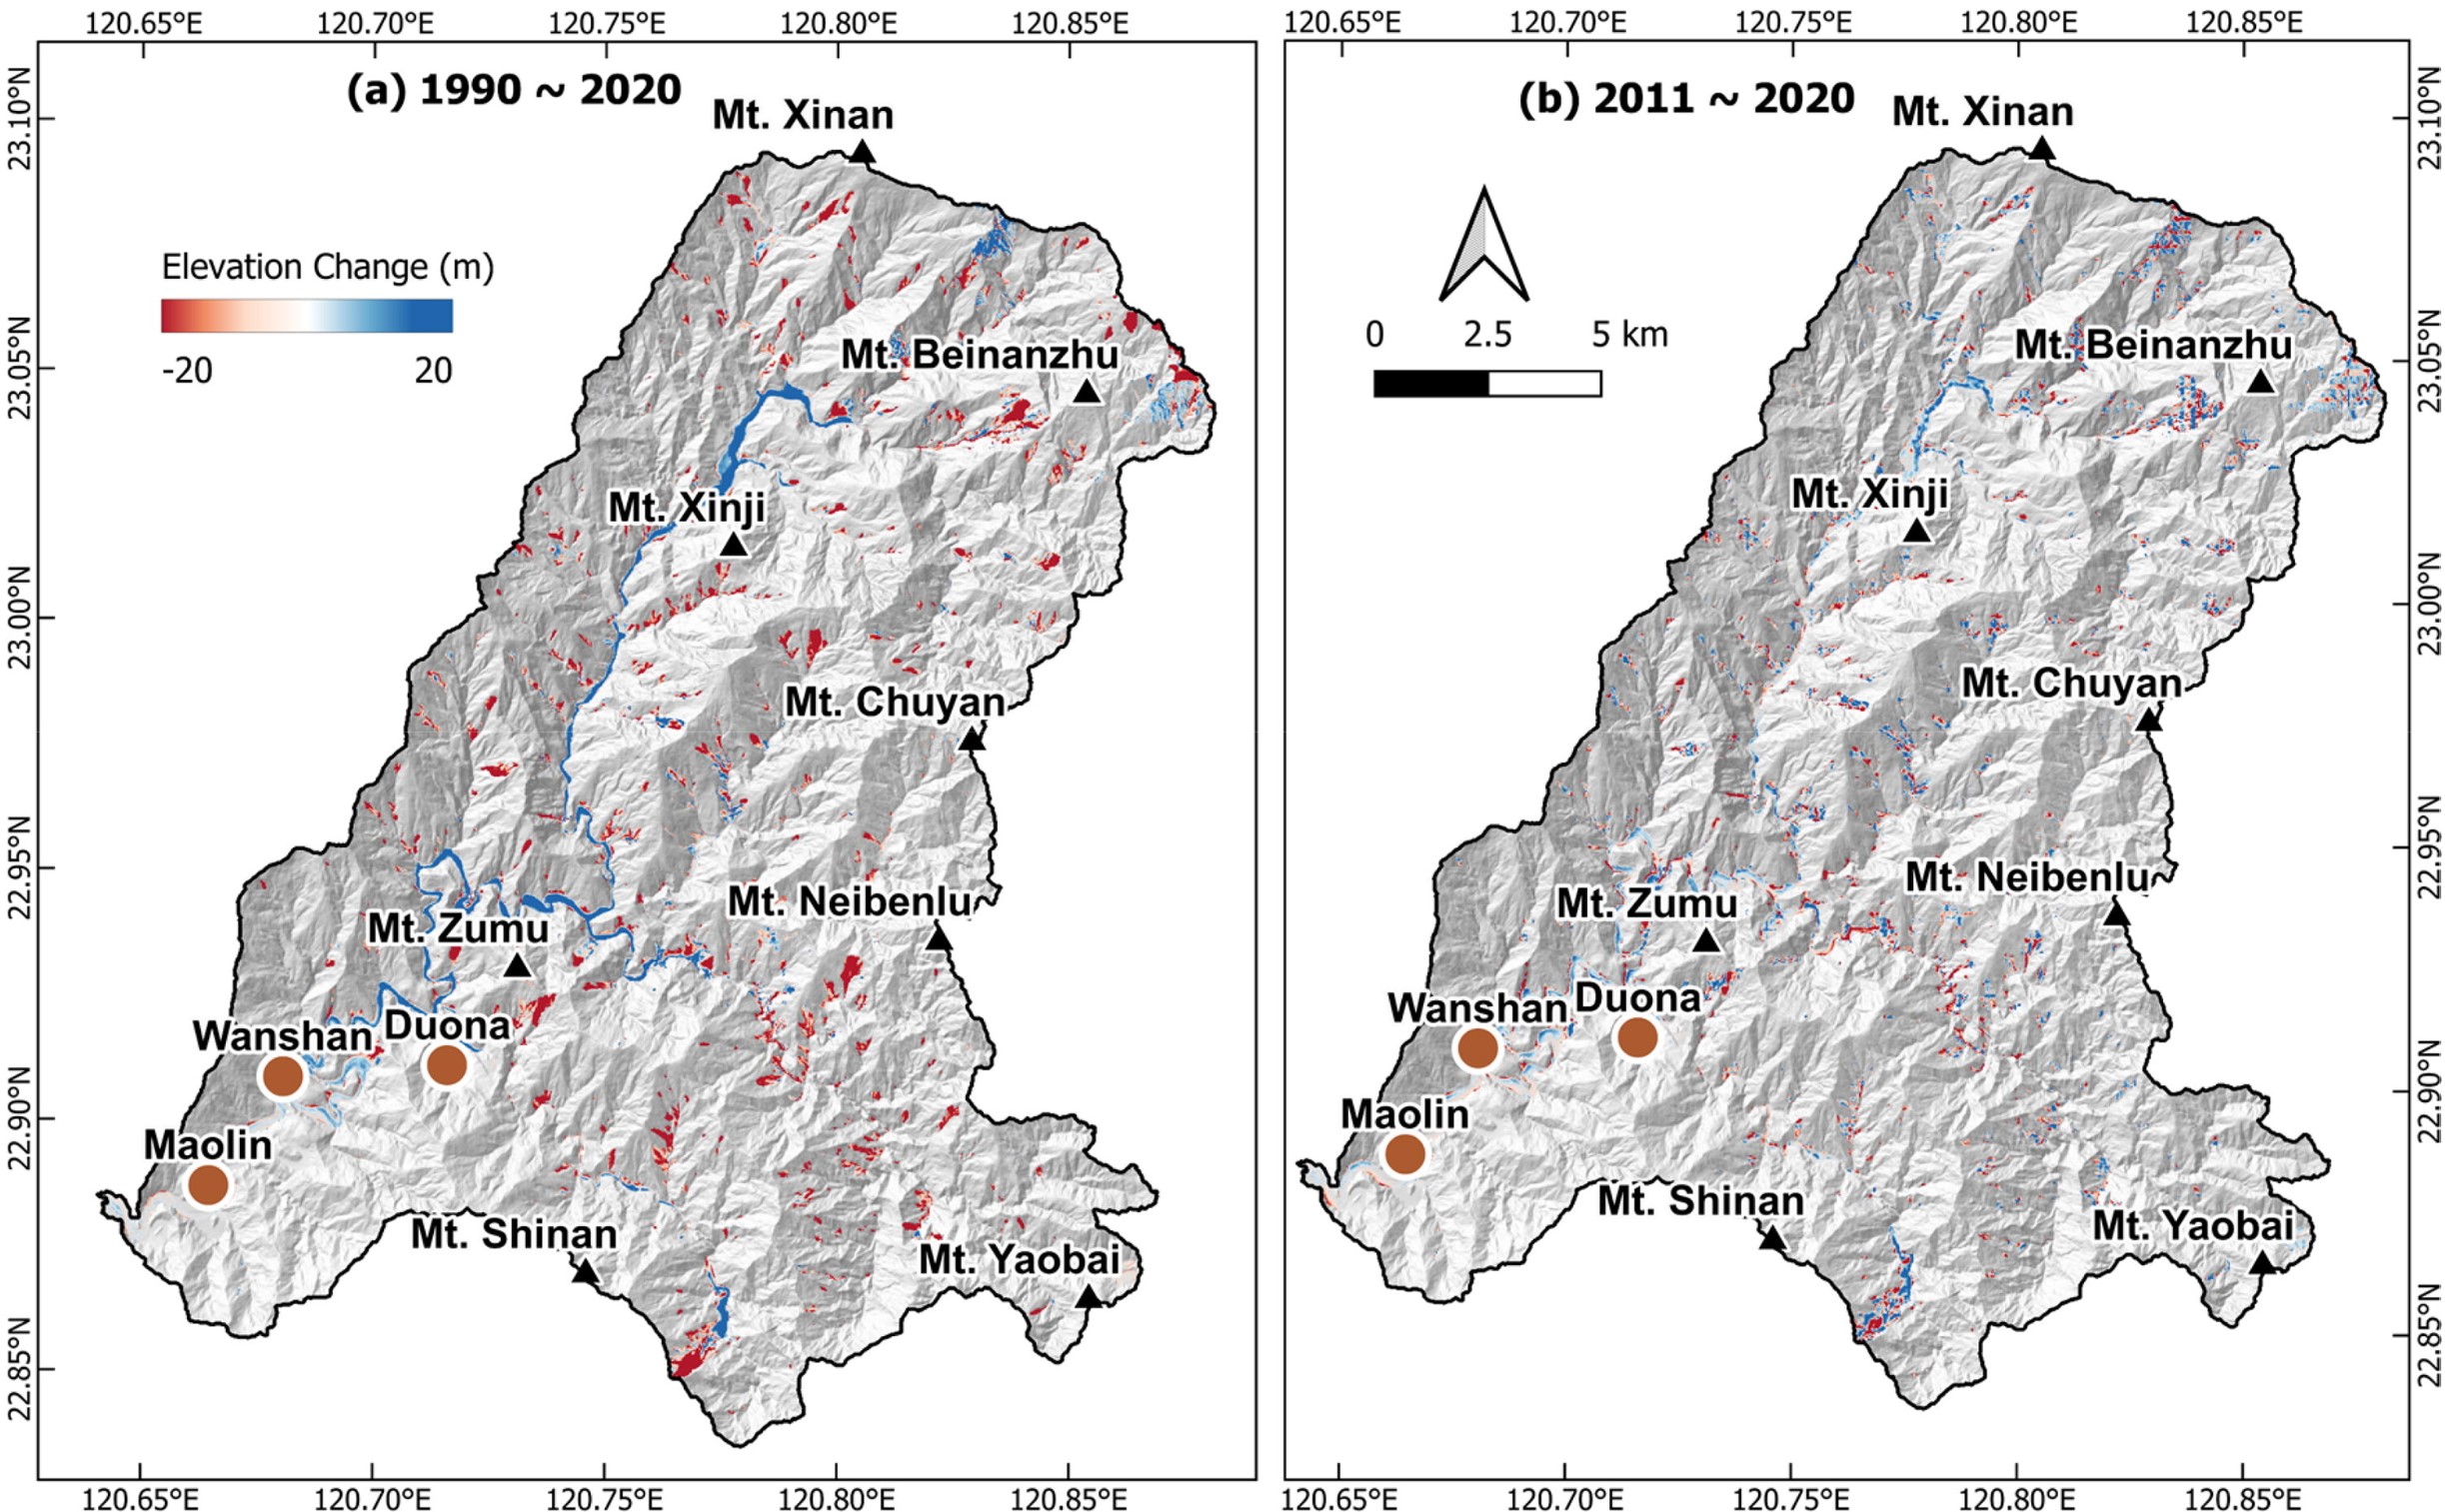 120.65°E 120.70°E 120.75°E 120.80°E 120.85°E
120.65°E 120.70°E 120.75°E 120.80°E 120.85°E
(a) 1990 ~ 2020
(b) 2011 ~ 2020
23.10°N
23.05°N
23.00°N
22.95°N
22.90°N
22.85°N
Mt. Xinan
Elevation Change (m)
-20 20
Mt. Beinanzhu
Mt. Xinji
Mt. Chuyan
Mt. Neibenlu
Mt. Zumu
Wanshan
Duona
Maolin
Mt. Shinan
Mt. Yaobai
Mt. Xinan
0 2.5 5 km
Mt. Beinanzhu
Mt. Xinji
Mt. Chuyan
Mt. Neibenlu
Mt. Zumu
Wanshan
Duona
Maolin
Mt. Shinan
Mt. Yaobai
23.10°N
23.05°N
23.00°N
22.95°N
22.90°N
22.85°N
120.65°E 120.70°E 120.75°E 120.80°E 120.85°E
120.65°E 120.70°E 120.75°E 120.80°E 120.85°E